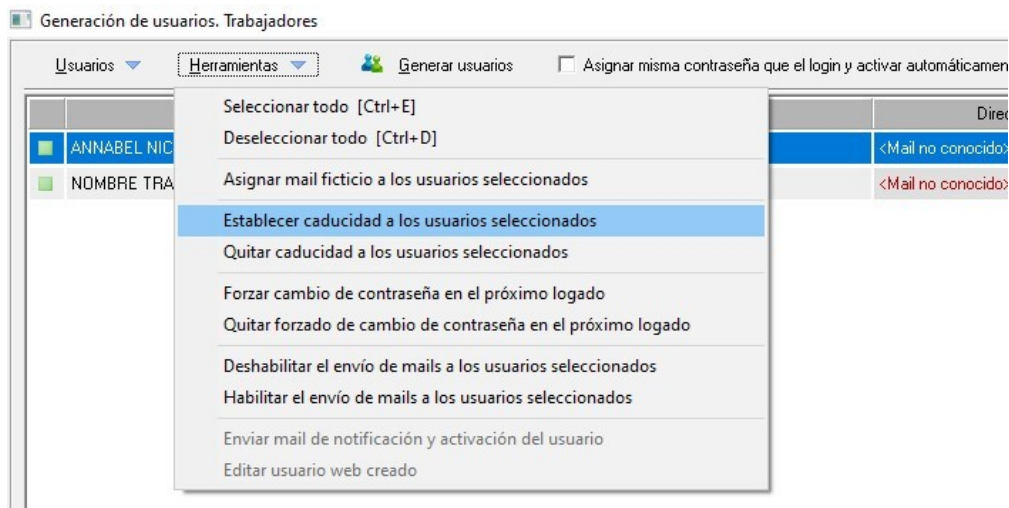 Generación de usuarios. Trabajadores
Usuarios Herramientas Generar usuarios Asignar misma contraseña que el login y activar automáticamen
Direc
ANNABEL NIC <Mail no conocido>
NOMBRE TRA <Mail no conocido>
Seleccionar todo [Ctrl+E]
Deseleccionar todo [Ctrl+D]
Asignar mail ficticio a los usuarios seleccionados
Establecer caducidad a los usuarios seleccionados
Quitar caducidad a los usuarios seleccionados
Forzar cambio de contraseña en el próximo logado
Quitar forzado de cambio de contraseña en el próximo logado
Deshabilitar el envío de mails a los usuarios seleccionados
Habilitar el envío de mails a los usuarios seleccionados
Enviar mail de notificación y activación del usuario
Editar usuario web creado